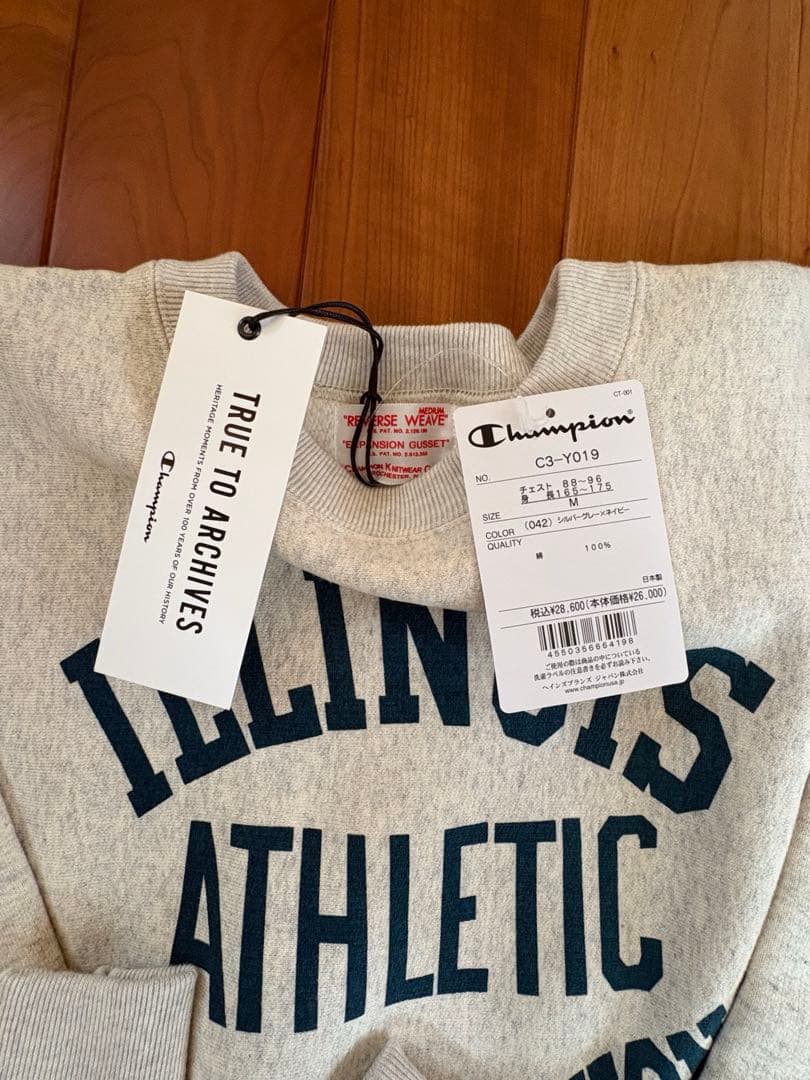 TRUE TO ARCHIVES
HERITAGE MOMENTS FROM OVER 100 YEARS OF OUR HISTORY
Champion
MEDIUM
"REVERSE WEAVE"
PAT. NO.
EXPANSION GUSSET"
U.S. PAT. NO.
KNITWEAR
ROCHESTER,
CT-001
Champion®
NO. C3-Y019
チェスト 88~96
身 長165~175
SIZE M
COLOR (042) シルバーグレー×ネイビー
QUALITY
綿 100%
日本製
税込¥28,600(本体価格¥26,000)
4550356664198
ご使用の際は商品の中についている
洗濯ラベルの注意書きを必ずお読み下さい。
ヘインズブランズ ジャパン株式会社
www.championusa.jp
ILLINOIS
ATHLETIC